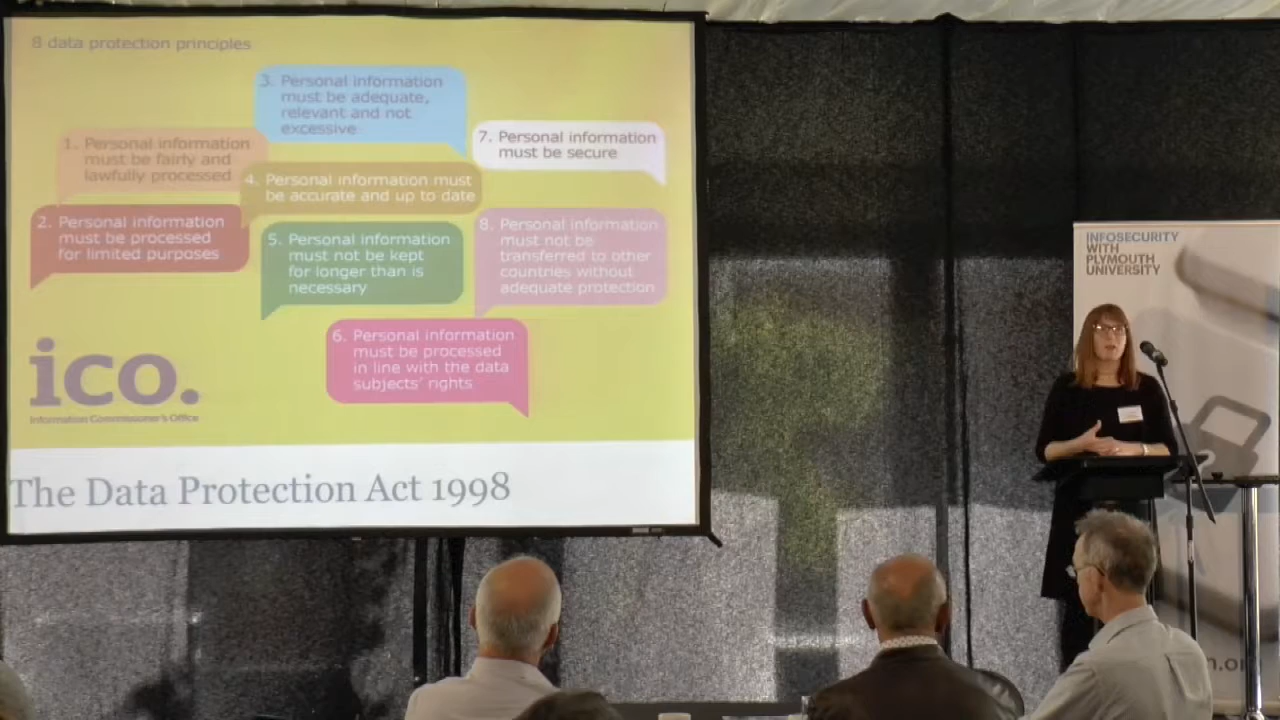 8 data protection principles
3. Personal information
must be adequate,
relevant and not
excessive
1. Personal information
must be fairly and
lawfully processed
7. Personal information
must be secure
4. Personal information must
be accurate and up to date
2. Personal information
must be processed
for limited purposes
5. Personal information
must not be kept
for longer than is
necessary
8. Personal information
must not be
transferred to other
countries without
adequate protection
6. Personal information
must be processed
in line with the data
subjects' rights
ico.
Information Commissioner's Office
The Data Protection Act 1998
INFOSECURITY
WITH
PLYMOUTH
UNIVERSITY